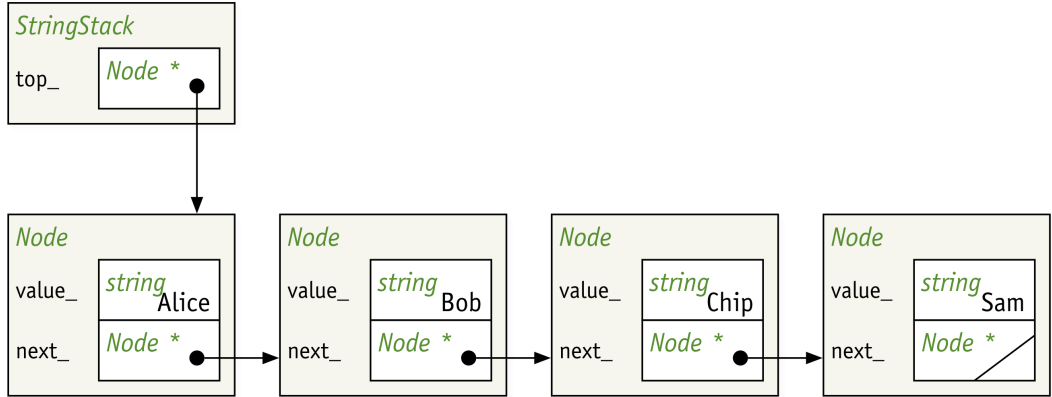 StringStack
top_ Node *
Node Node Node Node
value_ string Alice value_ string Bob value_ string Chip value_ string Sam
next_ Node * next_ Node * next_ Node * next_ Node *